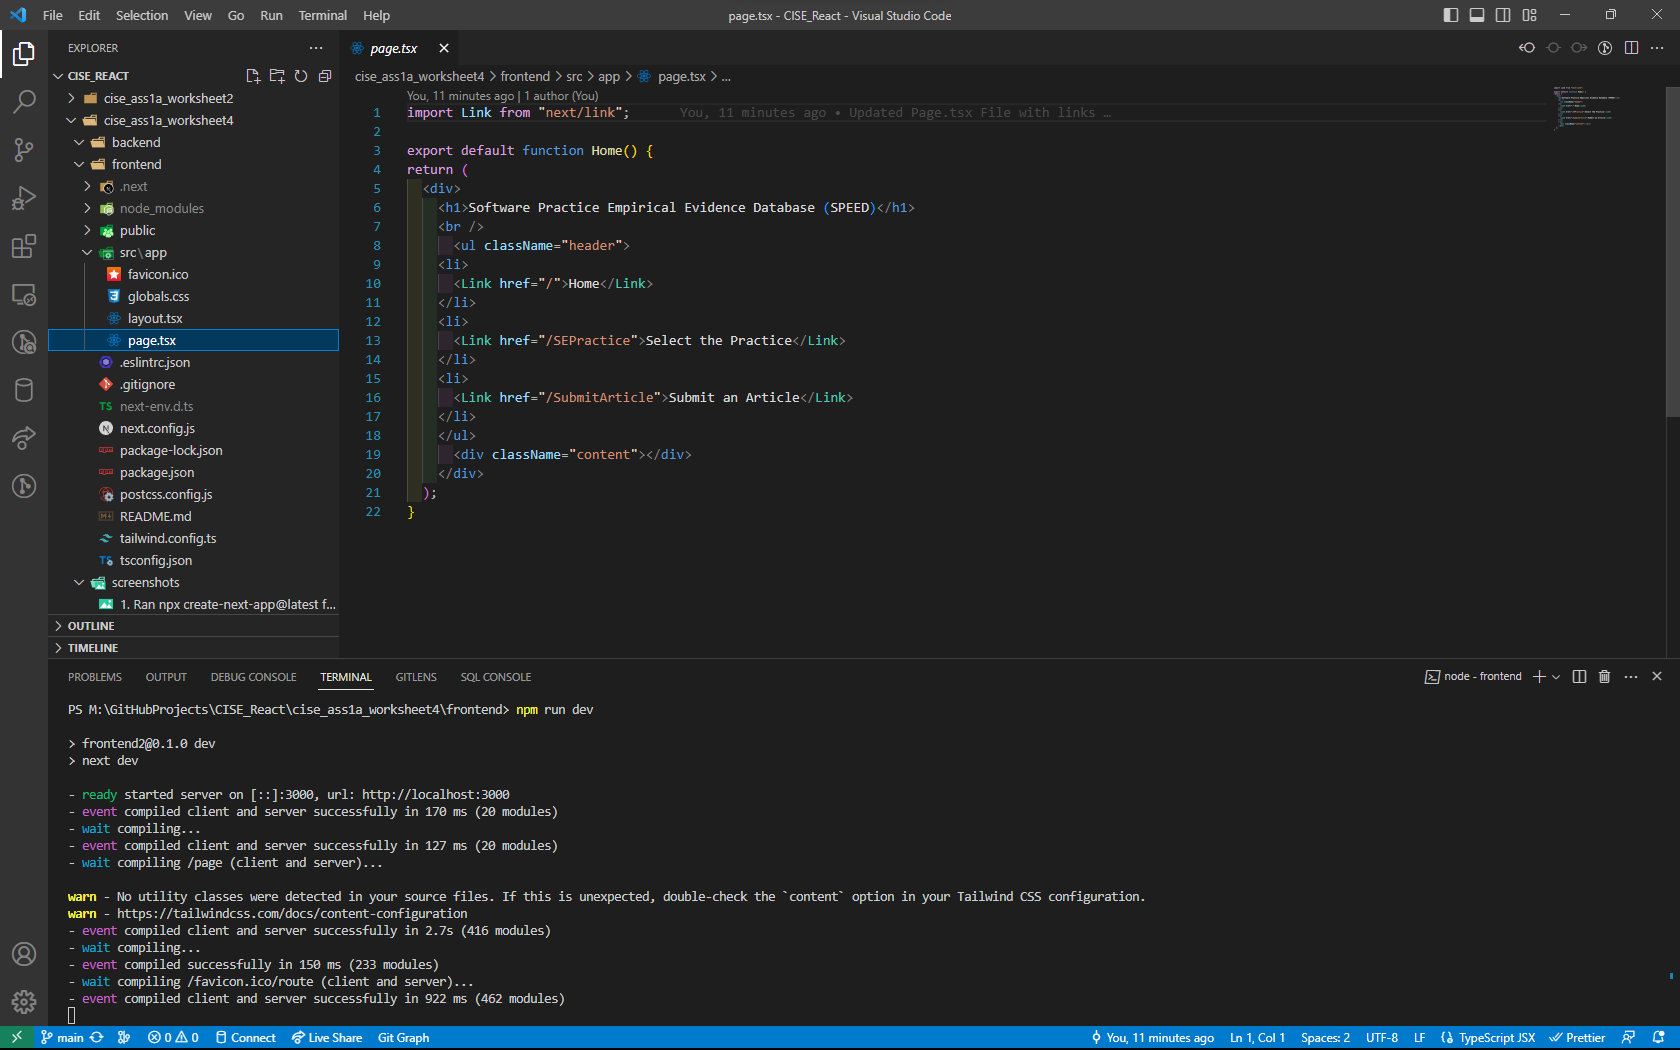 File Edit Selection View Go Run Terminal Help
page.tsx - CISE_React - Visual Studio Code
EXPLORER
CISE_REACT
cise_ass1a_worksheet2
cise_ass1a_worksheet4
backend
frontend
.next
node_modules
public
src\app
favicon.ico
globals.css
layout.tsx
page.tsx
.eslintrc.json
.gitignore
next-env.d.ts
next.config.js
package-lock.json
package.json
postcss.config.js
README.md
tailwind.config.ts
tsconfig.json
screenshots
1. Ran npx create-next-app@latest f...
OUTLINE
TIMELINE
page.tsx
cise_ass1a_worksheet4 > frontend > src > app > page.tsx > ...
You, 11 minutes ago | 1 author (You)
1 import Link from "next/link"; You, 11 minutes ago • Updated Page.tsx File with links …
2
3 export default function Home() {
4 return (
5 <div>
6 <h1>Software Practice Empirical Evidence Database (SPEED)</h1>
7 <br />
8 <ul className="header">
9 <li>
10 <Link href="/">Home</Link>
11 </li>
12 <li>
13 <Link href="/SEPractice">Select the Practice</Link>
14 </li>
15 <li>
16 <Link href="/SubmitArticle">Submit an Article</Link>
17 </li>
18 </ul>
19 <div className="content"></div>
20 </div>
21 );
22 }
PROBLEMS OUTPUT DEBUG CONSOLE TERMINAL GITLENS SQL CONSOLE
node - frontend
PS M:\GitHubProjects\CISE_React\cise_ass1a_worksheet4\frontend> npm run dev
> frontend2@0.1.0 dev
> next dev
- ready started server on [::]:3000, url: http://localhost:3000
- event compiled client and server successfully in 170 ms (20 modules)
- wait compiling...
- event compiled client and server successfully in 127 ms (20 modules)
- wait compiling /page (client and server)...
warn - No utility classes were detected in your source files. If this is unexpected, double-check the `content` option in your Tailwind CSS configuration.
warn - https://tailwindcss.com/docs/content-configuration
- event compiled client and server successfully in 2.7s (416 modules)
- wait compiling...
- event compiled successfully in 150 ms (233 modules)
- wait compiling /favicon.ico/route (client and server)...
- event compiled client and server successfully in 922 ms (462 modules)
main 0 0 Connect Live Share Git Graph
You, 11 minutes ago Ln 1, Col 1 Spaces: 2 UTF-8 LF TypeScript JSX Prettier